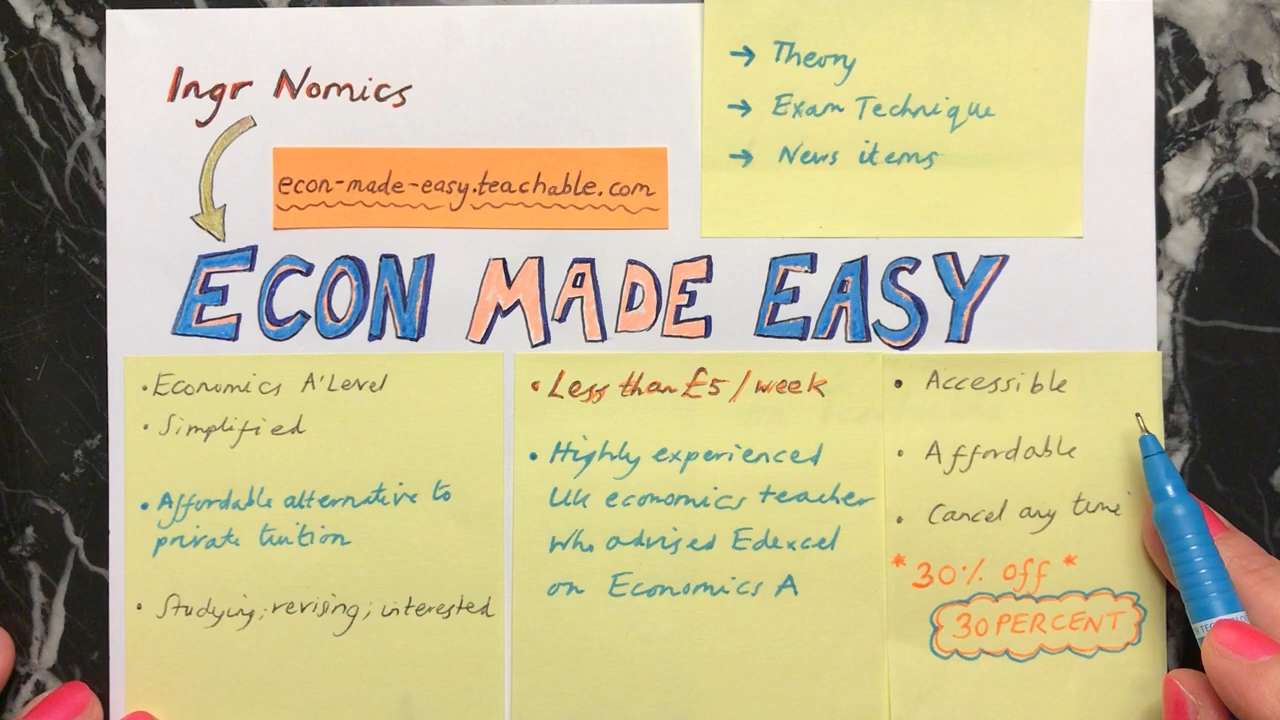 Ingr Nomics
→ Theory
→ Exam Technique
→ News items
econ-made-easy.teachable.com
ECON MADE EASY
• Economics A'Level
• Simplified
• Affordable alternative to
private tuition
• Studying; revising; interested
• Less than £5/week
• Highly experienced
UK economics teacher
who advised Edexcel
on Economics A
• Accessible
• Affordable
• Cancel any time
*30% off*
30PERCENT